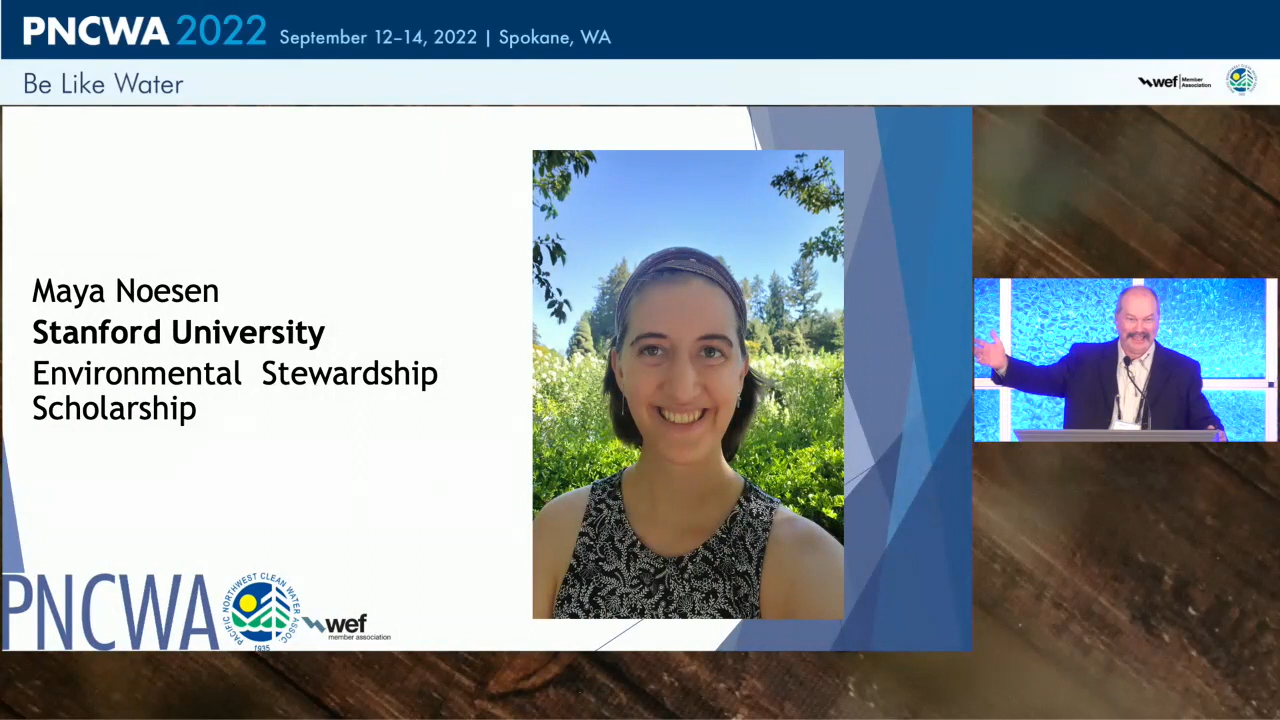 PNCWA 2022 September 12–14, 2022 | Spokane, WA
Be Like Water
wef Member Association
Maya Noesen
Stanford University
Environmental Stewardship
Scholarship
PNCWA
PACIFIC NORTHWEST CLEAN WATER ASSOC.
1935
wef
member association